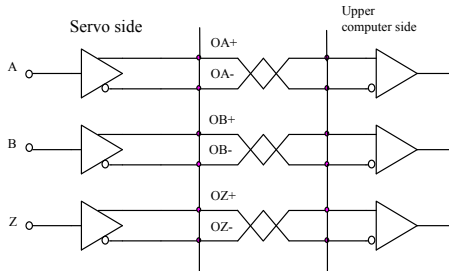 Servo side
Upper
computer side
A
OA+
OA-
B
OB+
OB-
Z
OZ+
OZ-